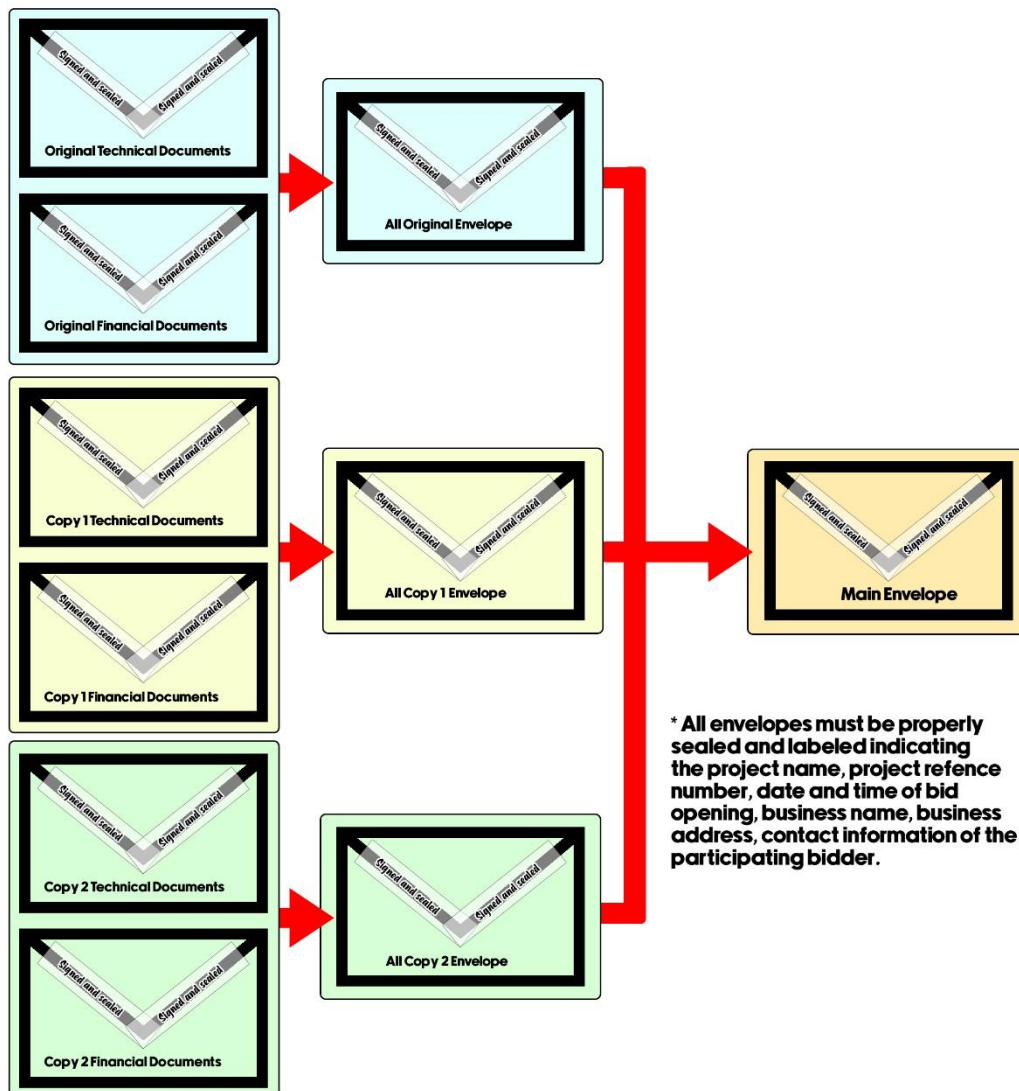 Signed and sealed Signed and sealed
Original Technical Documents
Signed and sealed Signed and sealed
Original Financial Documents
Signed and sealed Signed and sealed
All Original Envelope
Signed and sealed Signed and sealed
Copy 1 Technical Documents
Signed and sealed Signed and sealed
Copy 1 Financial Documents
Signed and sealed Signed and sealed
All Copy 1 Envelope
Signed and sealed Signed and sealed
Main Envelope
* All envelopes must be properly
sealed and labeled indicating
the project name, project refence
number, date and time of bid
opening, business name, business
address, contact information of the
participating bidder.
Signed and sealed Signed and sealed
Copy 2 Technical Documents
Signed and sealed Signed and sealed
Copy 2 Financial Documents
Signed and sealed Signed and sealed
All Copy 2 Envelope